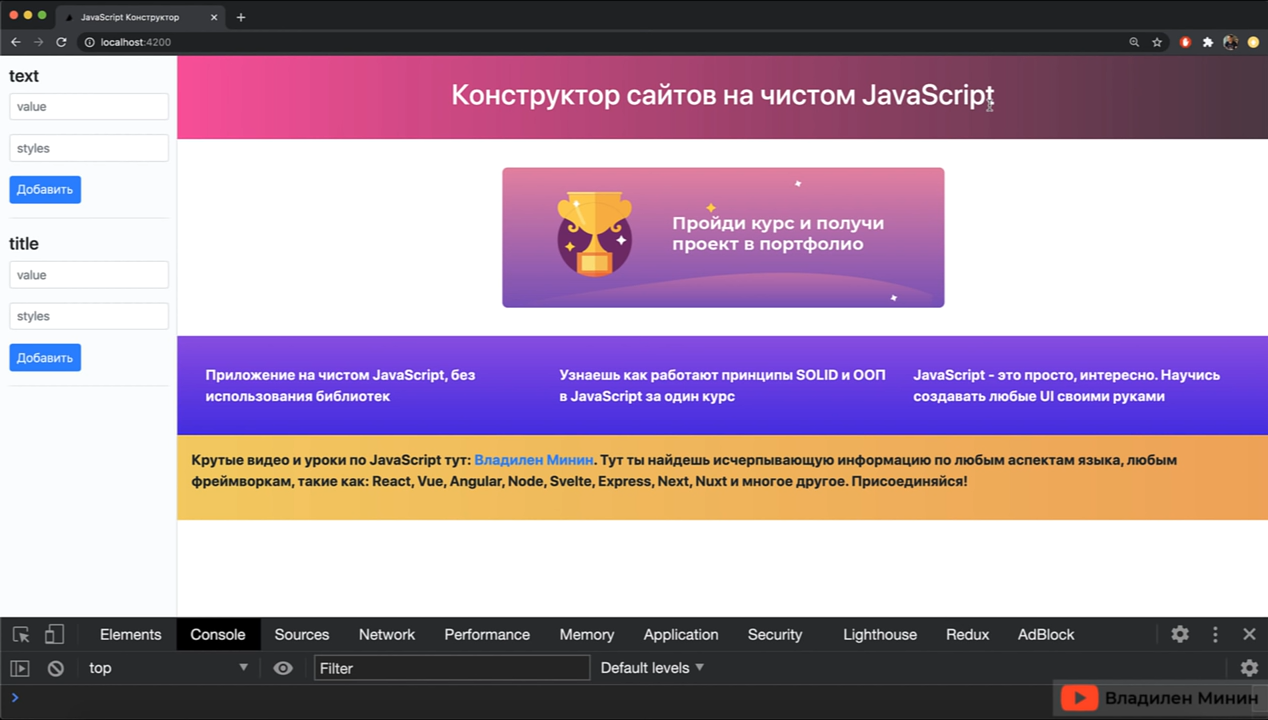 JavaScript Конструктор
localhost:4200
text
value
styles
Добавить
title
value
styles
Добавить
Конструктор сайтов на чистом JavaScript
Пройди курс и получи
проект в портфолио
Приложение на чистом JavaScript, без
использования библиотек
Узнаешь как работают принципы SOLID и ООП
в JavaScript за один курс
JavaScript - это просто, интересно. Научись
создавать любые UI своими руками
Крутые видео и уроки по JavaScript тут: Владилен Минин. Тут ты найдешь исчерпывающую информацию по любым аспектам языка, любым
фреймворкам, такие как: React, Vue, Angular, Node, Svelte, Express, Next, Nuxt и многое другое. Присоединяйся!
Elements Console Sources Network Performance Memory Application Security Lighthouse Redux AdBlock
top Filter Default levels
Владилен Минин